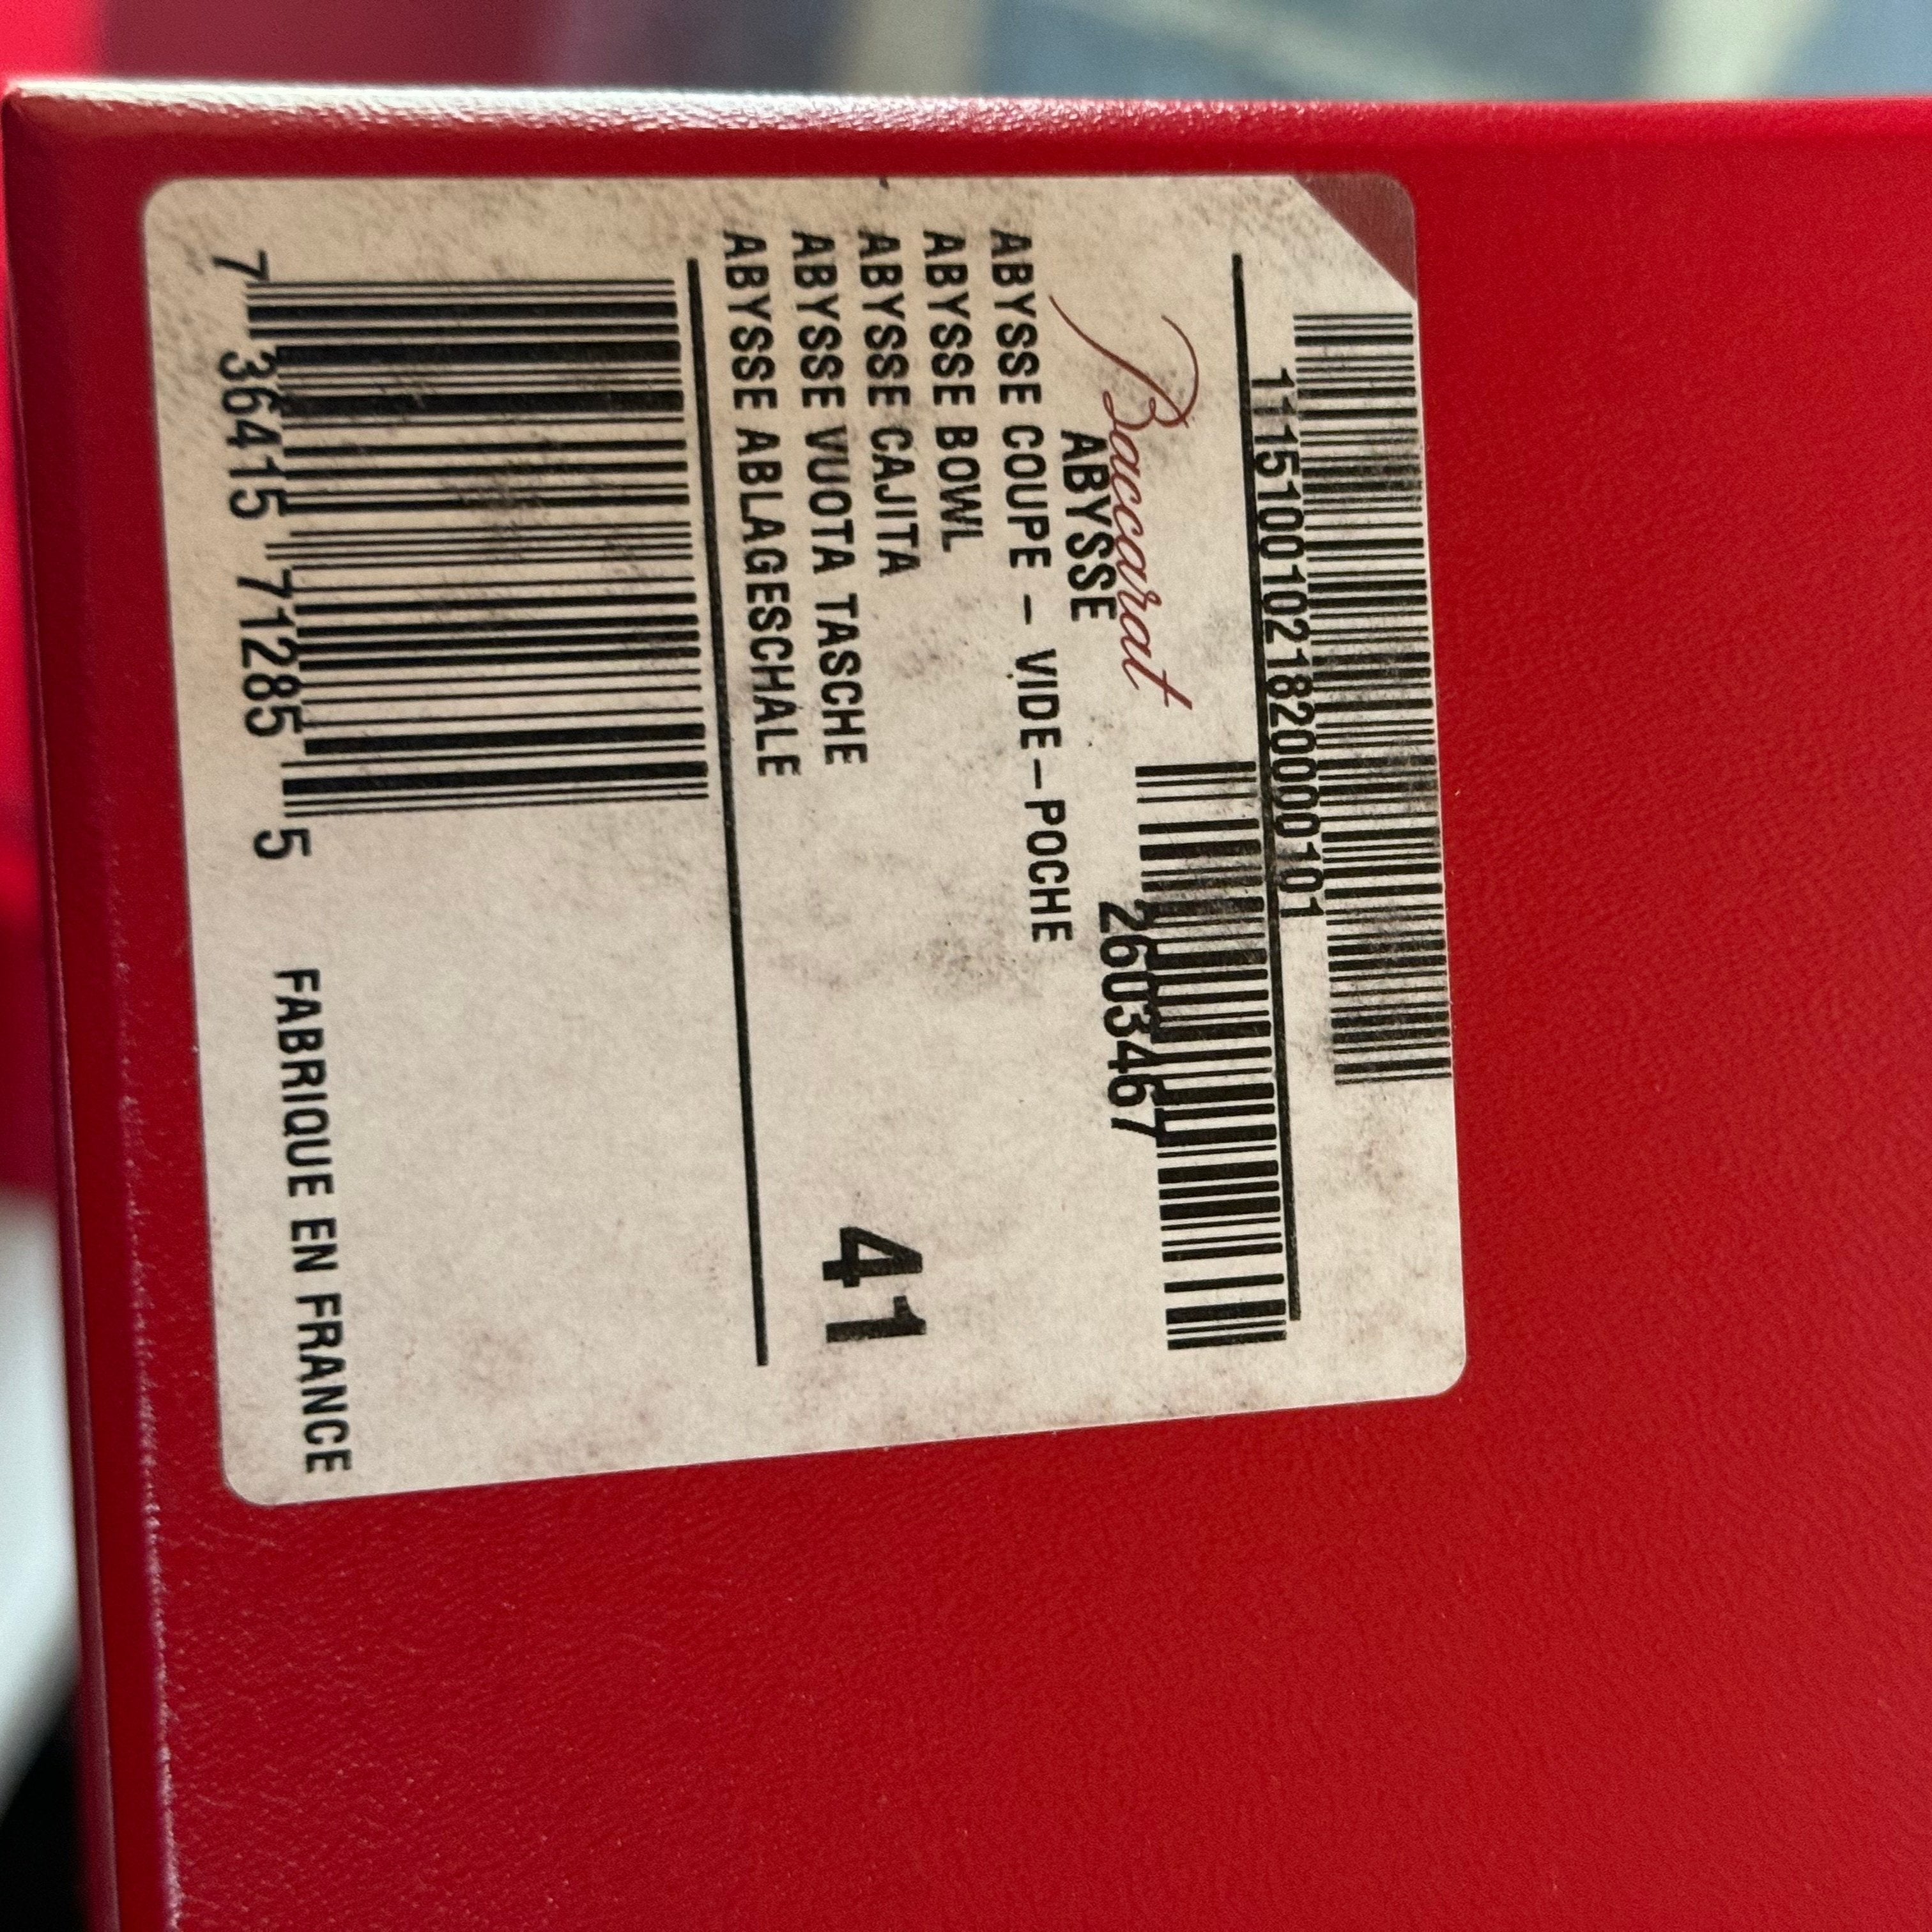 11151001021820000101
Baccarat
ABYSSE
2603467
ABYSSE COUPE - VIDE-POCHE
ABYSSE BOWL
ABYSSE CAJITA
ABYSSE VUOTA TASCHE
ABYSSE ABLAGESCHALE
41
7 36415 71285 5
FABRIQUE EN FRANCE